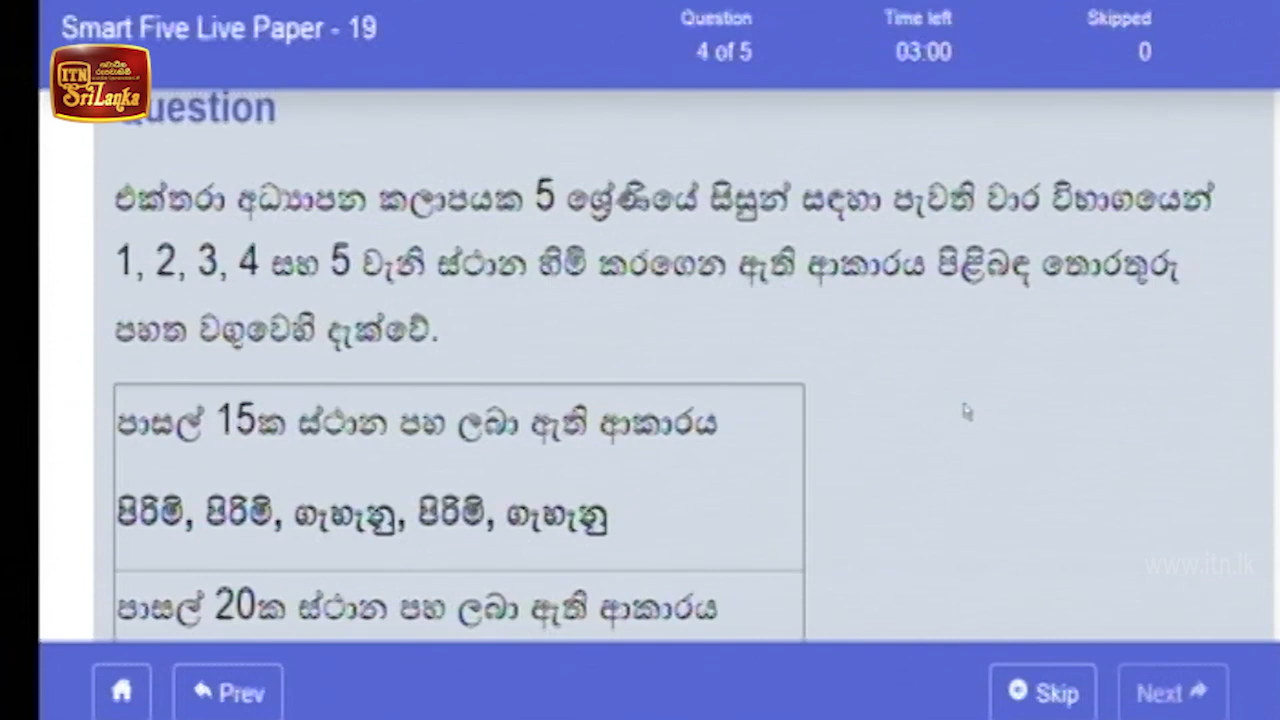 Smart Five Live Paper - 19
Question
4 of 5
Time left
03:00
Skipped
0
ITN
SriLanka
uestion
එක්තරා අධ්‍යාපන කලාපයක 5 ශ්‍රේණියේ සිසුන් සඳහා පැවති වාර විභාගයෙන්
1, 2, 3, 4 සහ 5 වැනි ස්ථාන හිමි කරගෙන ඇති ආකාරය පිළිබඳ තොරතුරු
පහත වගුවෙහි දැක්වේ.
පාසල් 15ක ස්ථාන පහ ලබා ඇති ආකාරය
පිරිමි, පිරිමි, ගැහැනු, පිරිමි, ගැහැනු
www.itn.lk
පාසල් 20ක ස්ථාන පහ ලබා ඇති ආකාරය
Prev
Skip
Next